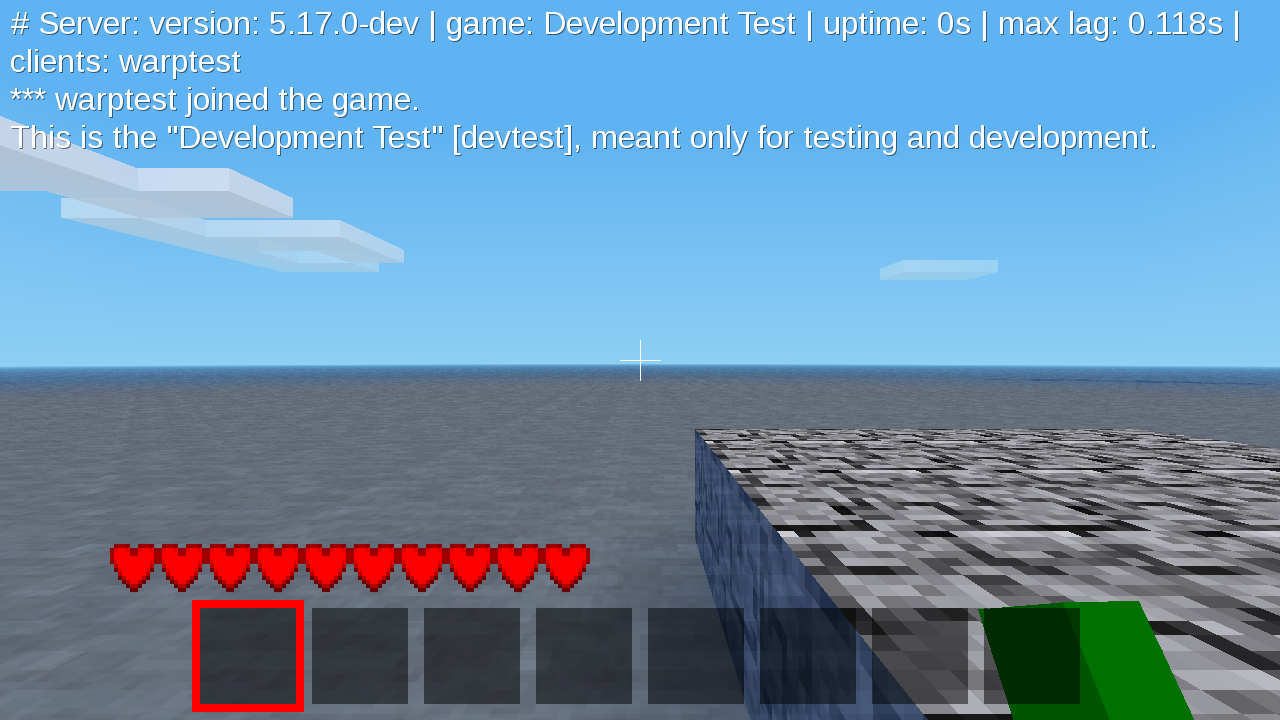 # Server: version: 5.17.0-dev | game: Development Test | uptime: 0s | max lag: 0.118s |
clients: warptest
*** warptest joined the game.
This is the "Development Test" [devtest], meant only for testing and development.